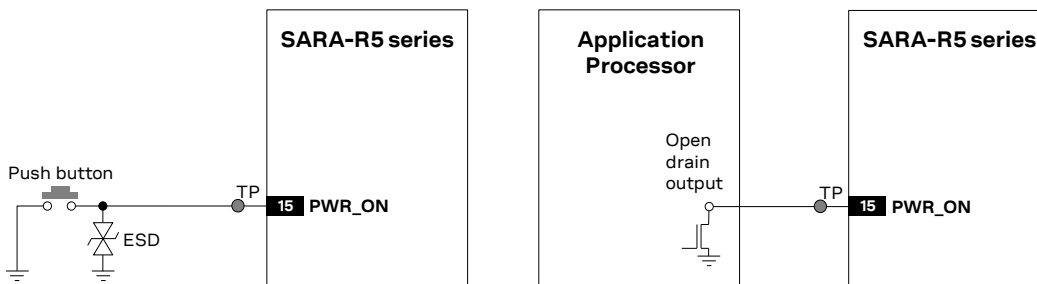 SARA-R5 series
Push button
TP
15 PWR_ON
ESD
Application
Processor
SARA-R5 series
Open
drain
output
TP
15 PWR_ON